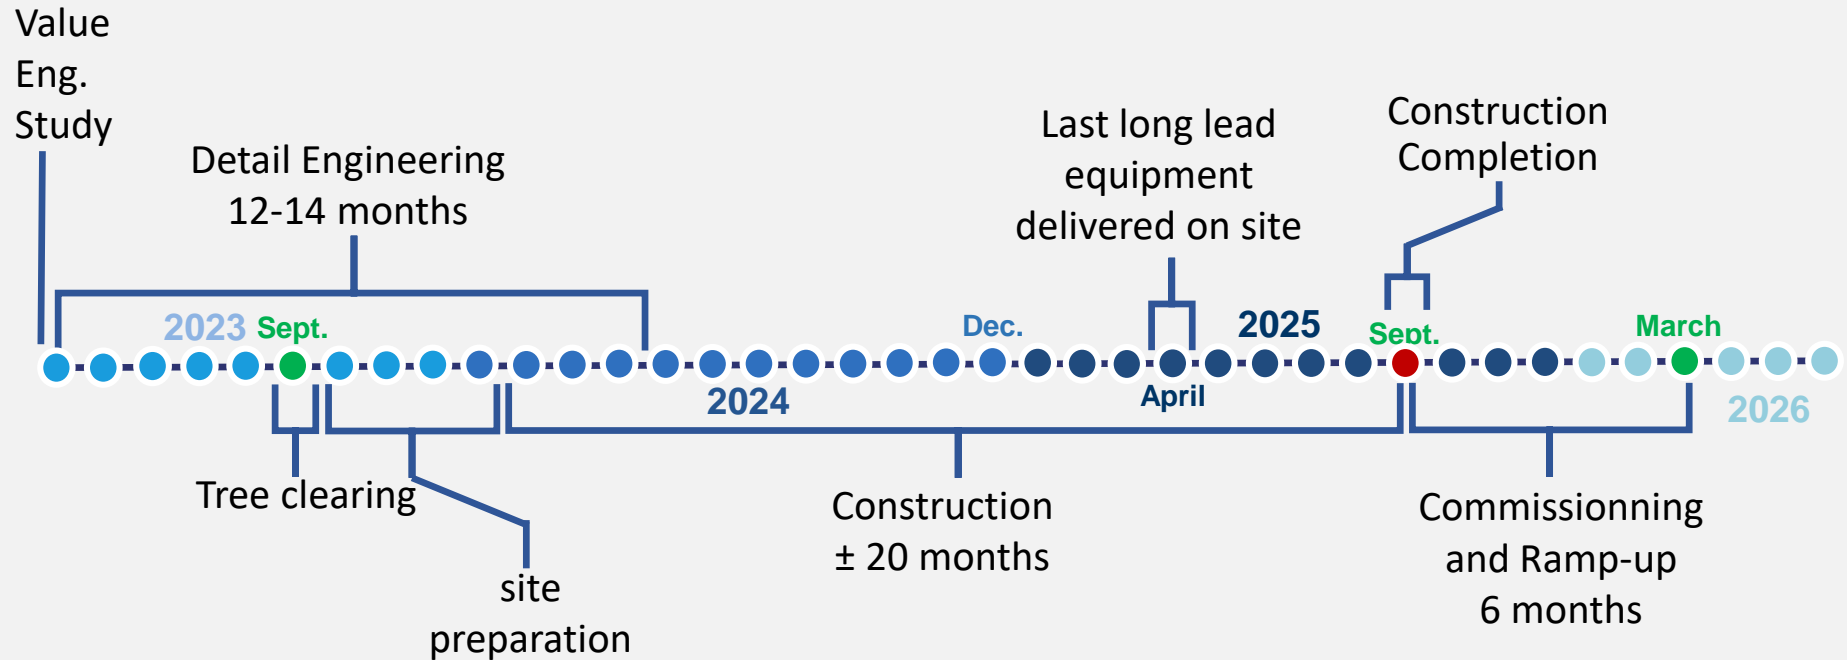 Value
Eng.
Study
Detail Engineering
12-14 months
Last long lead
equipment
delivered on site
Construction
Completion
2023
Sept.
Dec.
2025
Sept.
March
2024
April
2026
Tree clearing
site
preparation
Construction
± 20 months
Commissionning
and Ramp-up
6 months